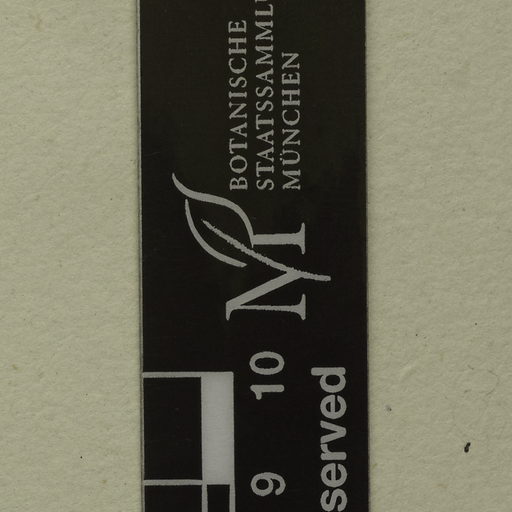 BOTANISCHE
STAATSSAMML
MÜNCHEN
M
9 10
served